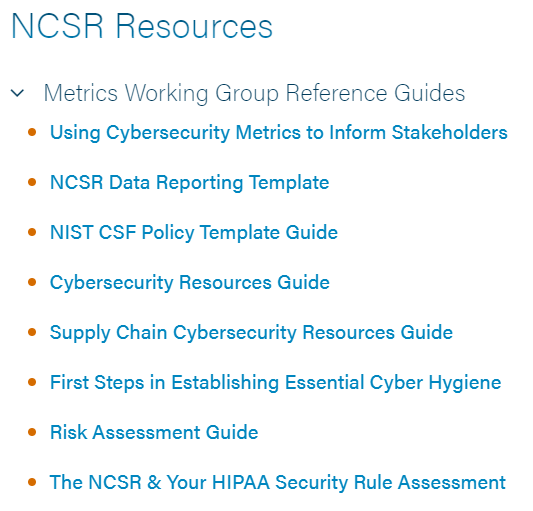 NCSR Resources
Metrics Working Group Reference Guides
Using Cybersecurity Metrics to Inform Stakeholders
NCSR Data Reporting Template
NIST CSF Policy Template Guide
Cybersecurity Resources Guide
Supply Chain Cybersecurity Resources Guide
First Steps in Establishing Essential Cyber Hygiene
Risk Assessment Guide
The NCSR & Your HIPAA Security Rule Assessment